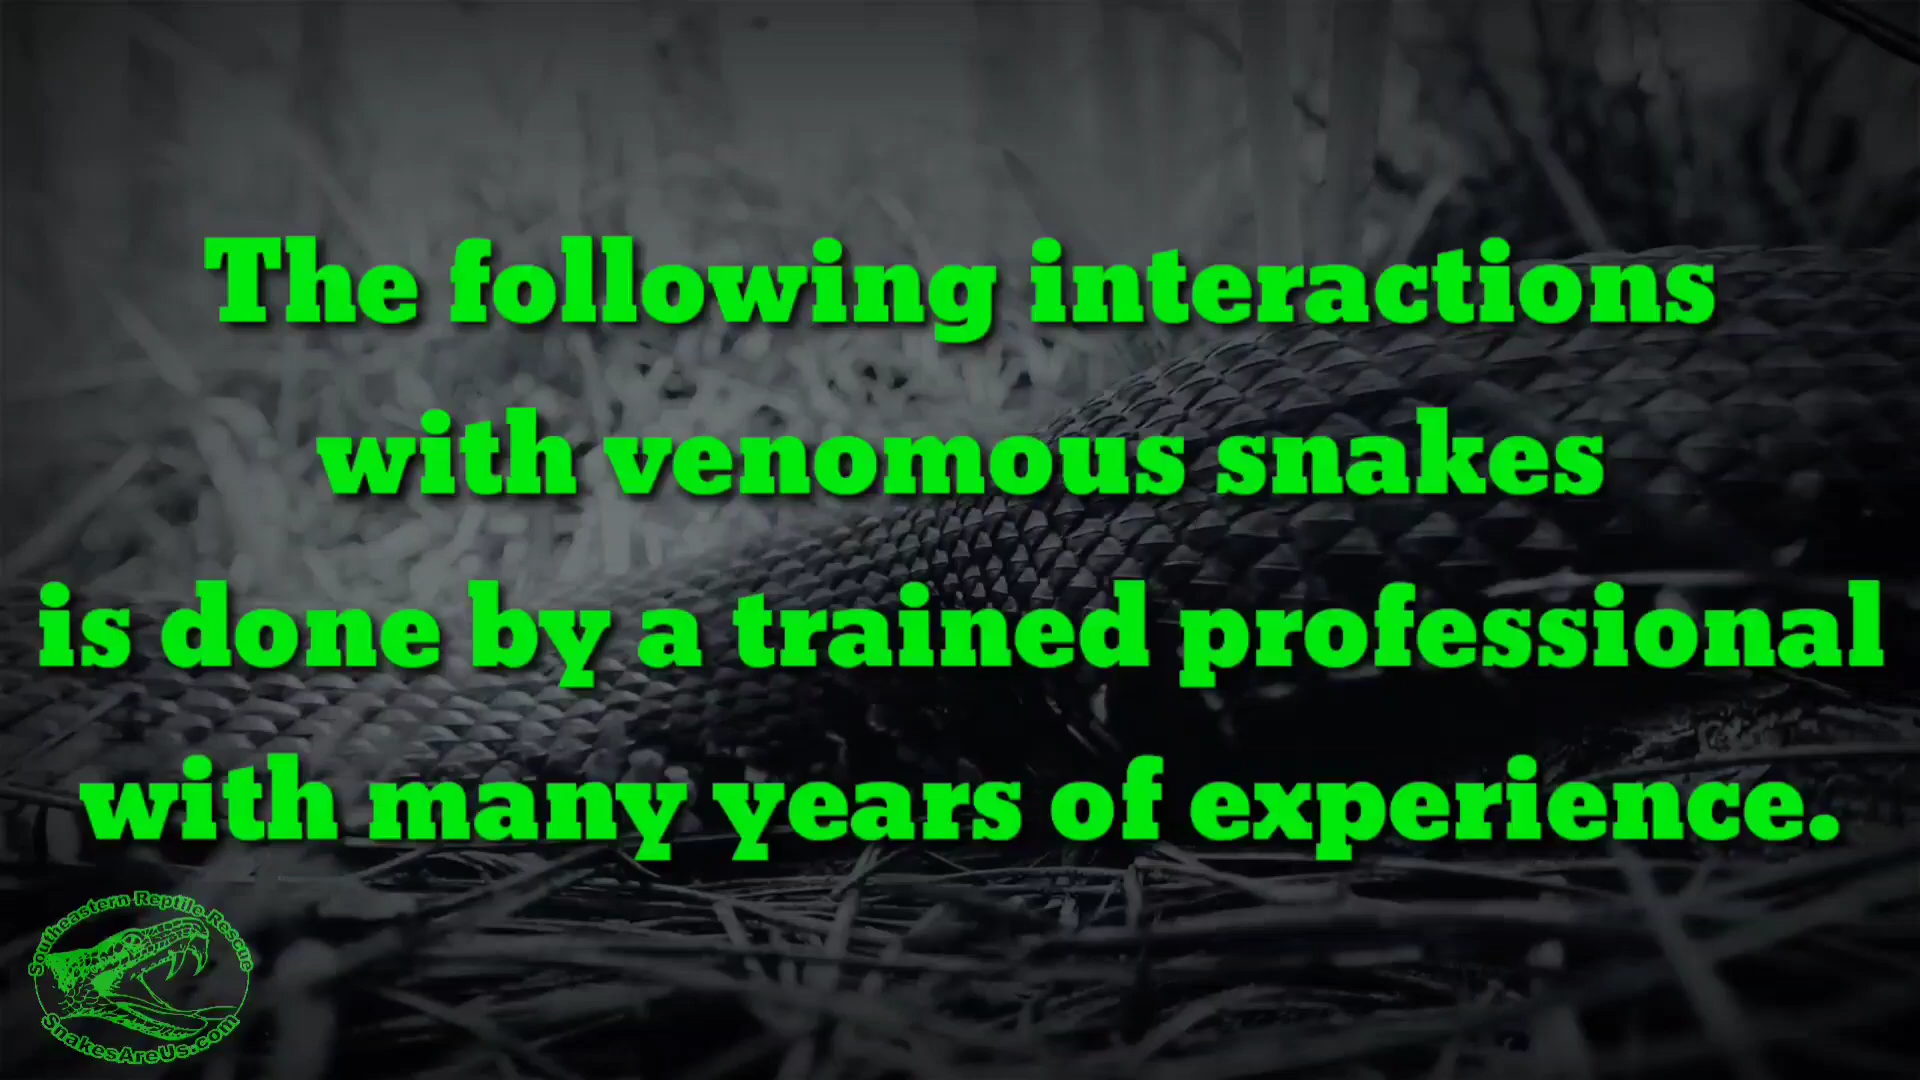 The following interactions
with venomous snakes
is done by a trained professional
with many years of experience.
Southeastern Reptile Rescue
SnakesAreUs.com